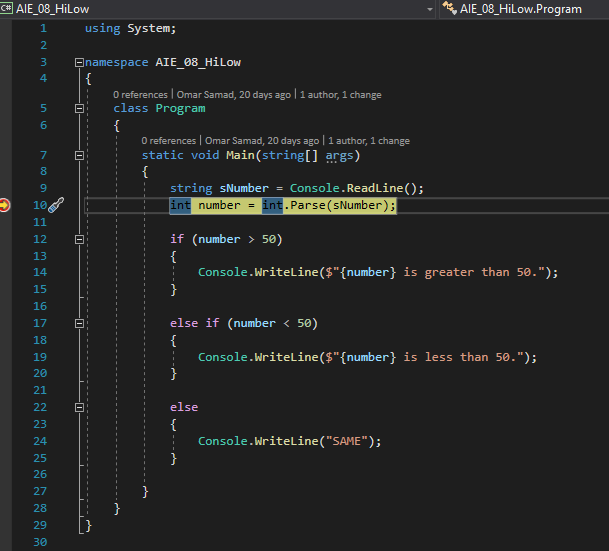 C# AIE_08_HiLow AIE_08_HiLow.Program
1 using System;
2
3 namespace AIE_08_HiLow
4 {
0 references | Omar Samad, 20 days ago | 1 author, 1 change
5 class Program
6 {
0 references | Omar Samad, 20 days ago | 1 author, 1 change
7 static void Main(string[] args)
8 {
9 string sNumber = Console.ReadLine();
10 int number = int.Parse(sNumber);
11
12 if (number > 50)
13 {
14 Console.WriteLine($"{number} is greater than 50.");
15 }
16
17 else if (number < 50)
18 {
19 Console.WriteLine($"{number} is less than 50.");
20 }
21
22 else
23 {
24 Console.WriteLine("SAME");
25 }
26
27 }
28 }
29 }
30